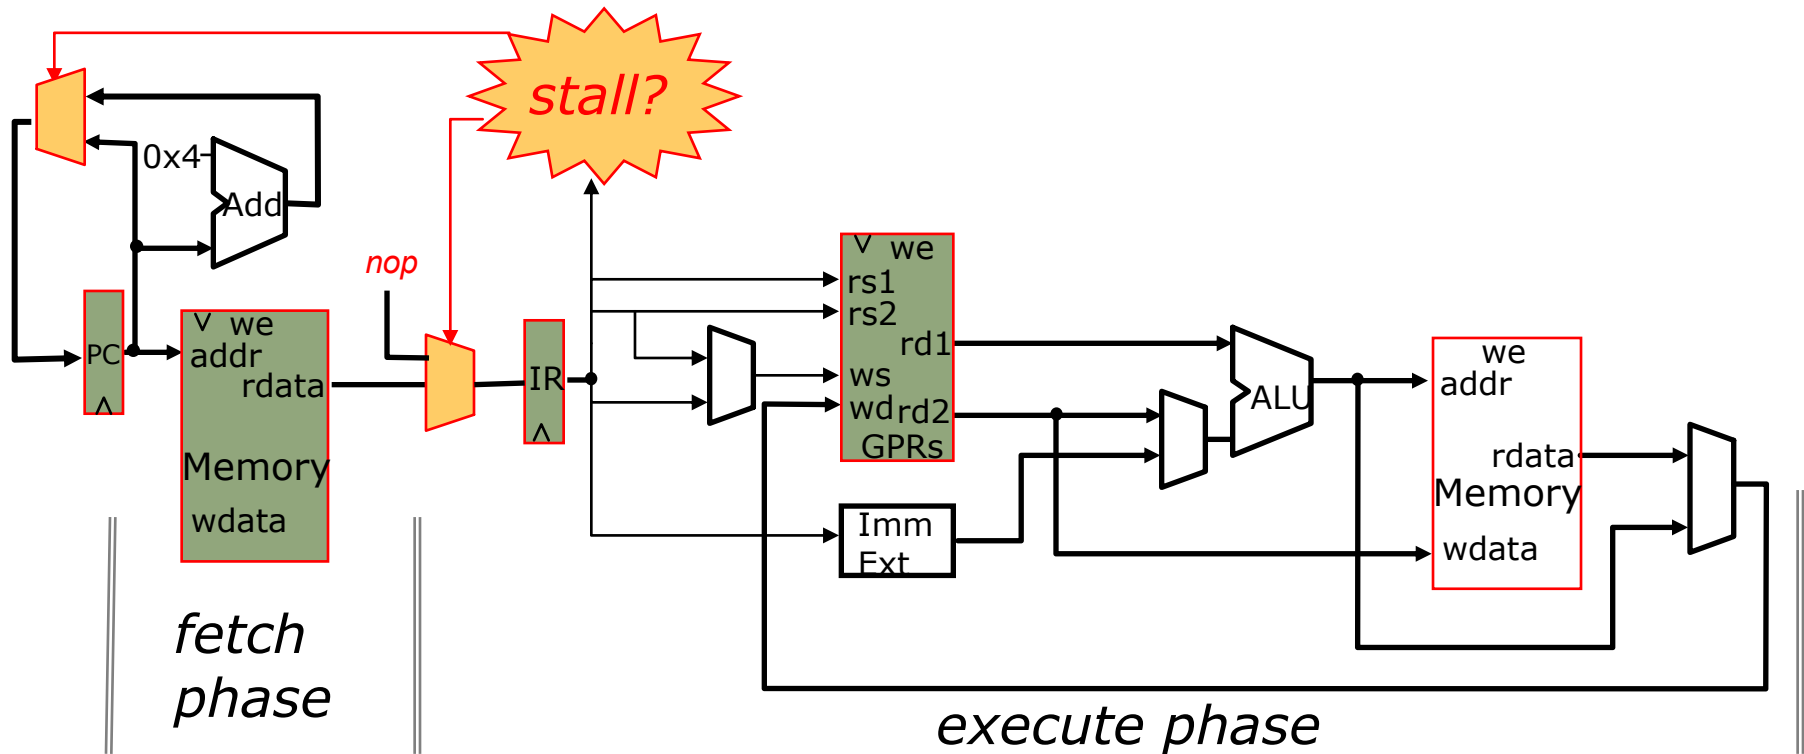 stall?
0x4
Add
nop
PC
we
addr
rdata
Memory
wdata
IR
we
rs1
rs2
rd1
ws
wd rd2
GPRs
Imm
Ext
ALU
we
addr
rdata
Memory
wdata
fetch
phase
execute phase